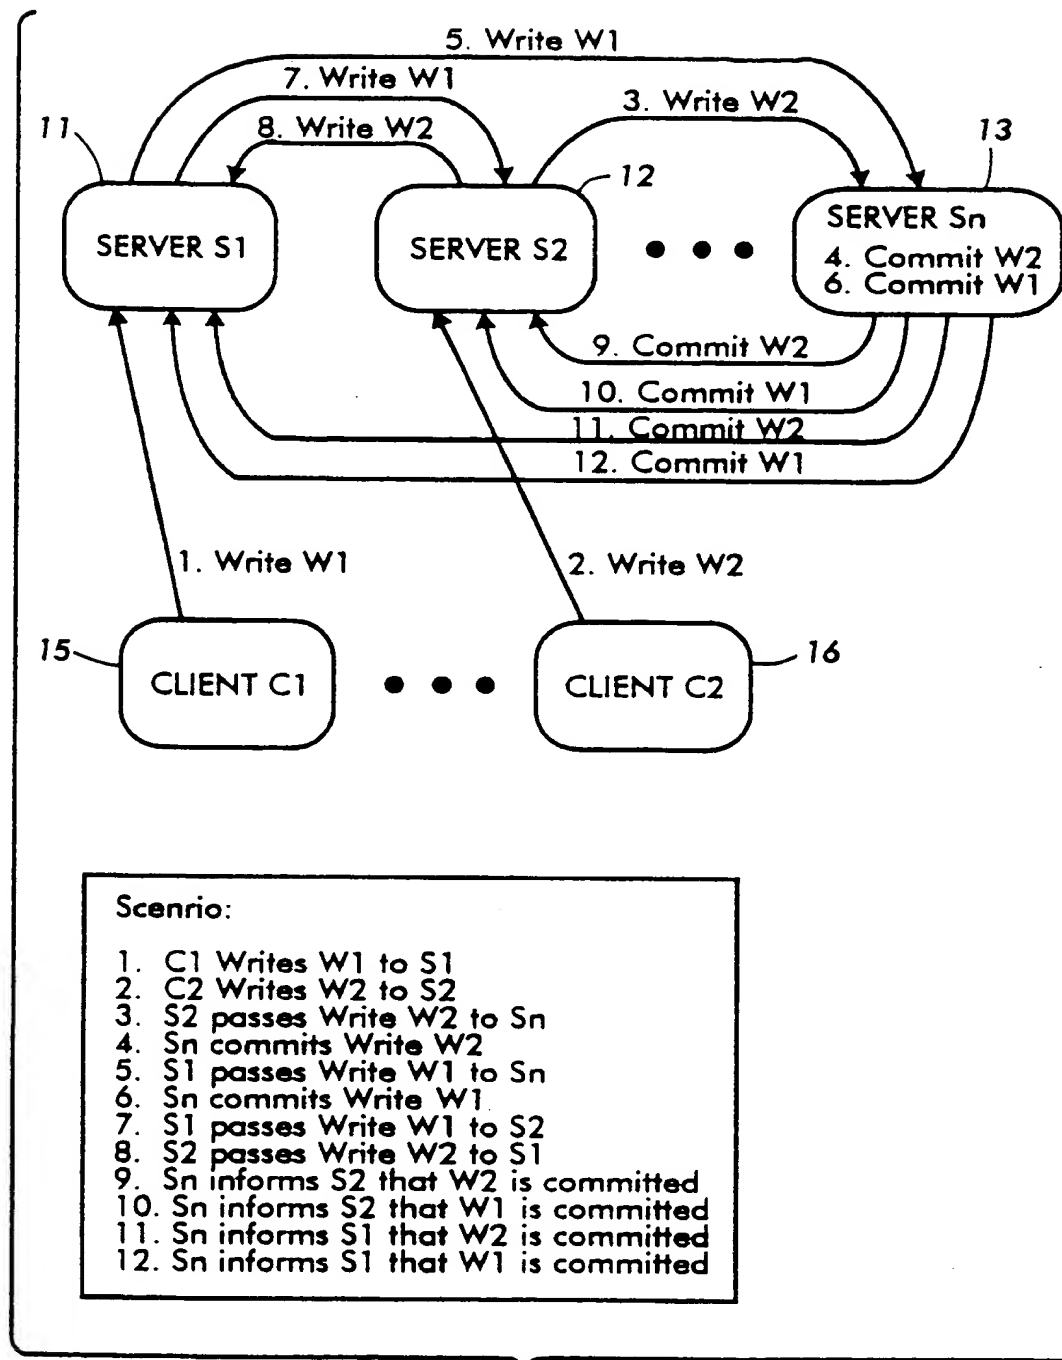 5. Write W1
7. Write W1
3. Write W2
11
8. Write W2
13
12
SERVER S1
SERVER S2
SERVER Sn
4. Commit W2
6. Commit W1
9. Commit W2
10. Commit W1
11. Commit W2
12. Commit W1
1. Write W1
2. Write W2
15
16
CLIENT C1
CLIENT C2
Scenrio:
1. C1 Writes W1 to S1
2. C2 Writes W2 to S2
3. S2 passes Write W2 to Sn
4. Sn commits Write W2
5. S1 passes Write W1 to Sn
6. Sn commits Write W1
7. S1 passes Write W1 to S2
8. S2 passes Write W2 to S1
9. Sn informs S2 that W2 is committed
10. Sn informs S2 that W1 is committed
11. Sn informs S1 that W2 is committed
12. Sn informs S1 that W1 is committed